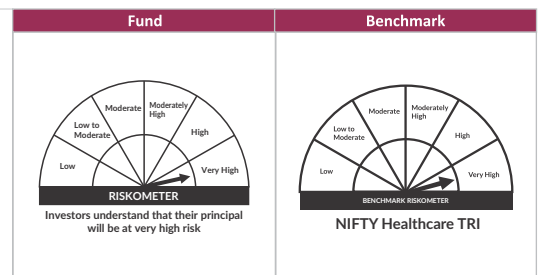 Fund
Benchmark
Moderate
Moderately
High
Low to
Moderate
High
Low
Very High
RISKOMETER
Investors understand that their principal
will be at very high risk
Moderate
Moderately
High
Low to
Moderate
High
Low
Very High
BENCHMARK RISKOMETER
NIFTY Healthcare TRI